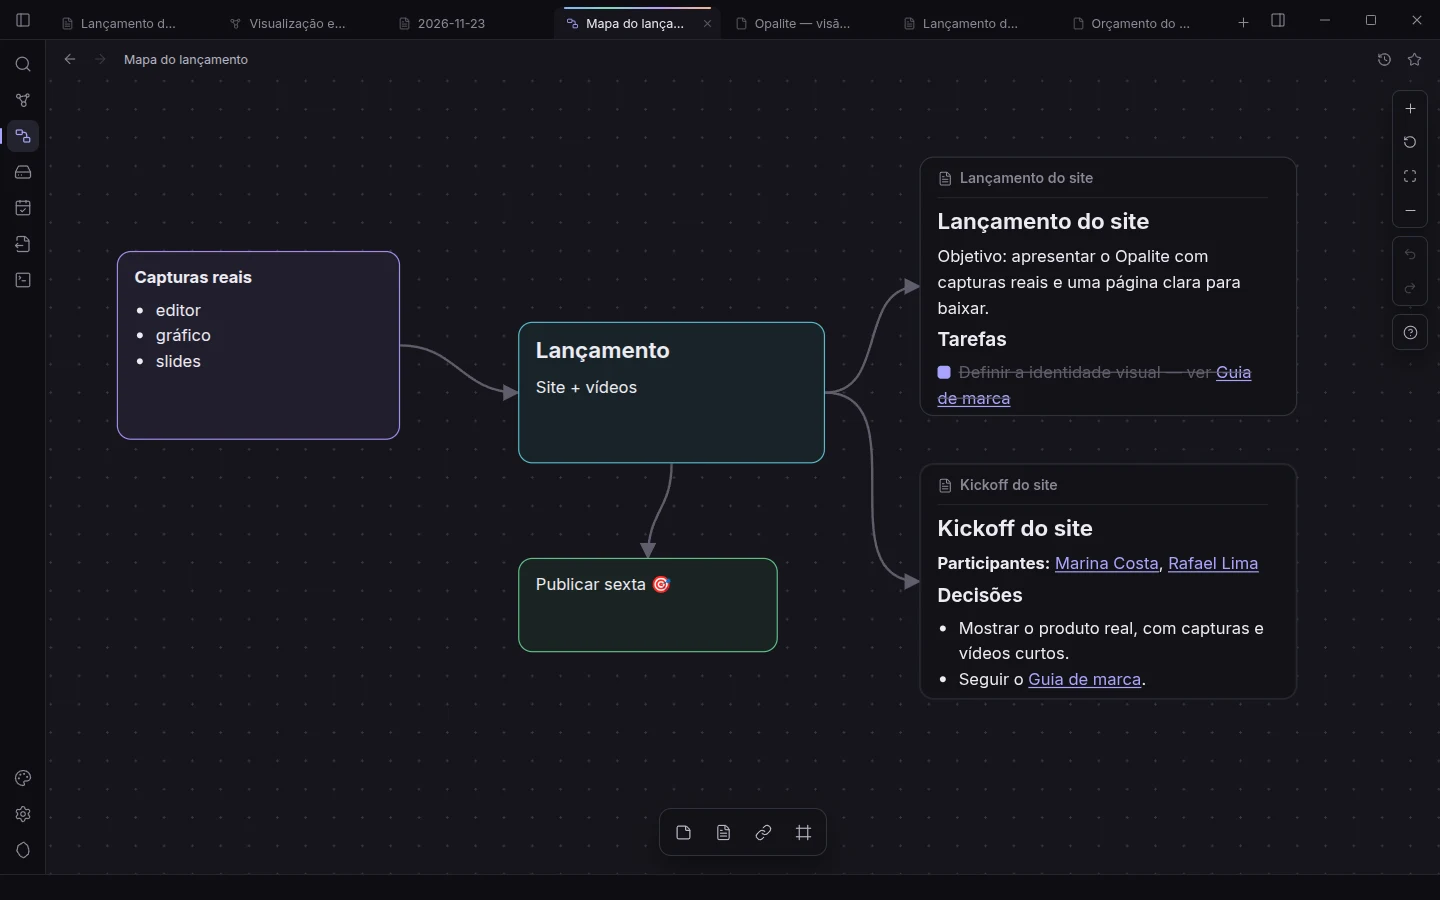 Lançamento d...
Visualização e...
2026-11-23
Mapa do lança...
Opalite — visã...
Lançamento d...
Orçamento do ...
Mapa do lançamento
Capturas reais
editor
gráfico
slides
Lançamento
Site + vídeos
Publicar sexta 🎯
Lançamento do site
Lançamento do site
Objetivo: apresentar o Opalite com
capturas reais e uma página clara para
baixar.
Tarefas
Definir a identidade visual — ver Guia
de marca
Kickoff do site
Kickoff do site
Participantes: Marina Costa, Rafael Lima
Decisões
Mostrar o produto real, com capturas e
vídeos curtos.
Seguir o Guia de marca.